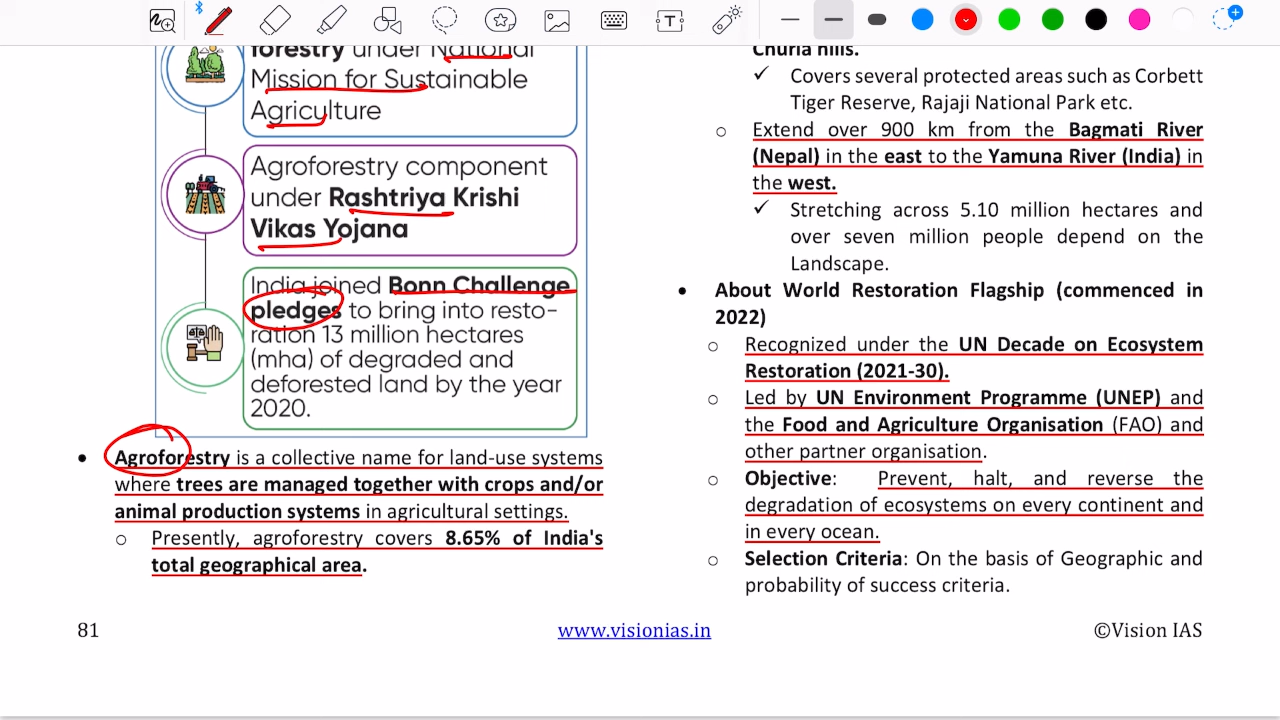 forestry under National
Mission for Sustainable
Agriculture
Agroforestry component
under Rashtriya Krishi
Vikas Yojana
India joined Bonn Challenge
pledges to bring into resto-
ration 13 million hectares
(mha) of degraded and
deforested land by the year
2020.
• Agroforestry is a collective name for land-use systems
where trees are managed together with crops and/or
animal production systems in agricultural settings.
o Presently, agroforestry covers 8.65% of India's
total geographical area.
Churia hills.
✓ Covers several protected areas such as Corbett
Tiger Reserve, Rajaji National Park etc.
o Extend over 900 km from the Bagmati River
(Nepal) in the east to the Yamuna River (India) in
the west.
✓ Stretching across 5.10 million hectares and
over seven million people depend on the
Landscape.
• About World Restoration Flagship (commenced in
2022)
o Recognized under the UN Decade on Ecosystem
Restoration (2021-30).
o Led by UN Environment Programme (UNEP) and
the Food and Agriculture Organisation (FAO) and
other partner organisation.
o Objective: Prevent, halt, and reverse the
degradation of ecosystems on every continent and
in every ocean.
o Selection Criteria: On the basis of Geographic and
probability of success criteria.
81
www.visionias.in
©Vision IAS